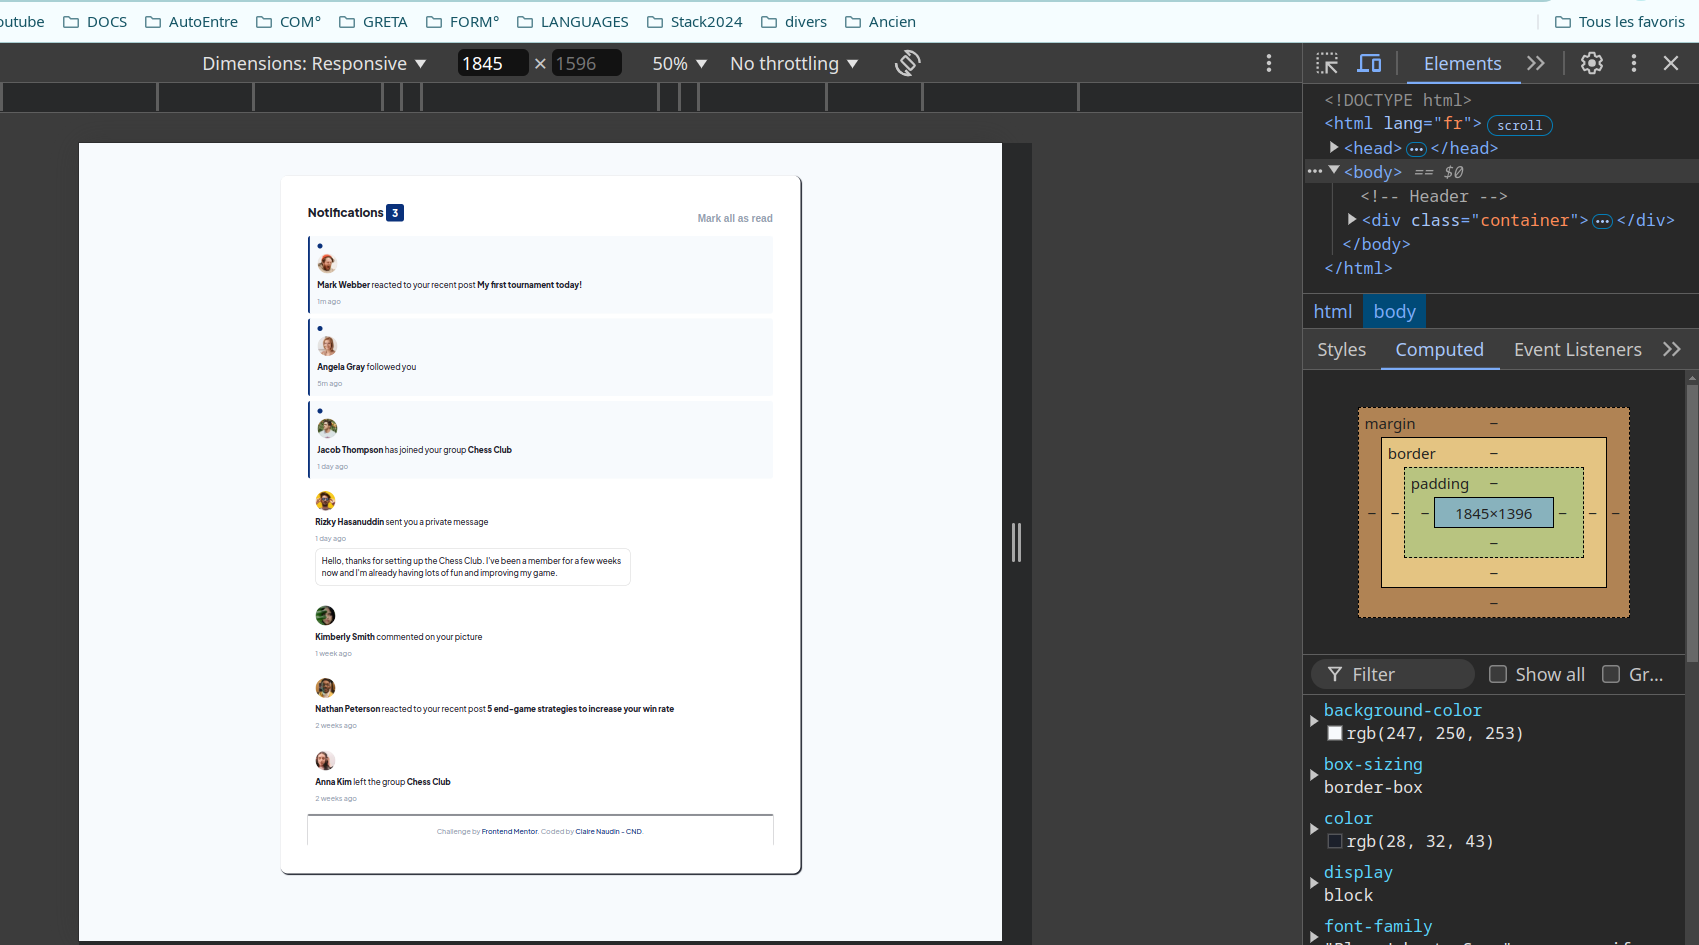 outube DOCS AutoEntre COM° GRETA FORM° LANGUAGES Stack2024 divers Ancien Tous les favoris
Dimensions: Responsive 1845 × 1596 50% No throttling
Elements
<!DOCTYPE html>
<html lang="fr"> scroll
<head> ••• </head>
••• <body> == $0
<!-- Header -->
<div class="container"> ••• </div>
</body>
</html>
html body
Styles Computed Event Listeners
margin –
border –
padding –
– – – 1845×1396 – – –
–
–
–
Filter Show all Gr...
background-color
rgb(247, 250, 253)
box-sizing
border-box
color
rgb(28, 32, 43)
display
block
font-family
Notifications 3
Mark all as read
Mark Webber reacted to your recent post My first tournament today!
1m ago
Angela Gray followed you
5m ago
Jacob Thompson has joined your group Chess Club
1 day ago
Rizky Hasanuddin sent you a private message
1 day ago
Hello, thanks for setting up the Chess Club. I've been a member for a few weeks
now and I'm already having lots of fun and improving my game.
Kimberly Smith commented on your picture
1 week ago
Nathan Peterson reacted to your recent post 5 end-game strategies to increase your win rate
2 weeks ago
Anna Kim left the group Chess Club
2 weeks ago
Challenge by Frontend Mentor. Coded by Claire Naudin - CND.